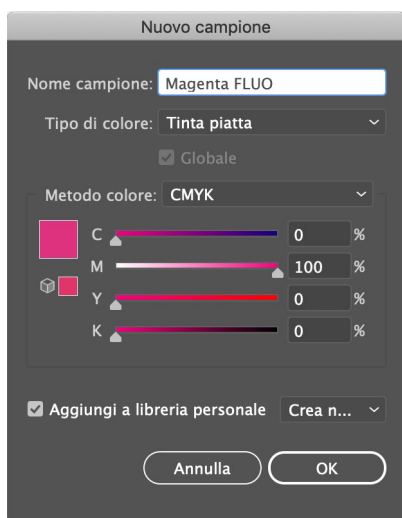 Nuovo campione
Nome campione: Magenta FLUO
Tipo di colore: Tinta piatta
Globale
Metodo colore: CMYK
C 0 %
M 100 %
Y 0 %
K 0 %
Aggiungi a libreria personale Crea n...
Annulla OK